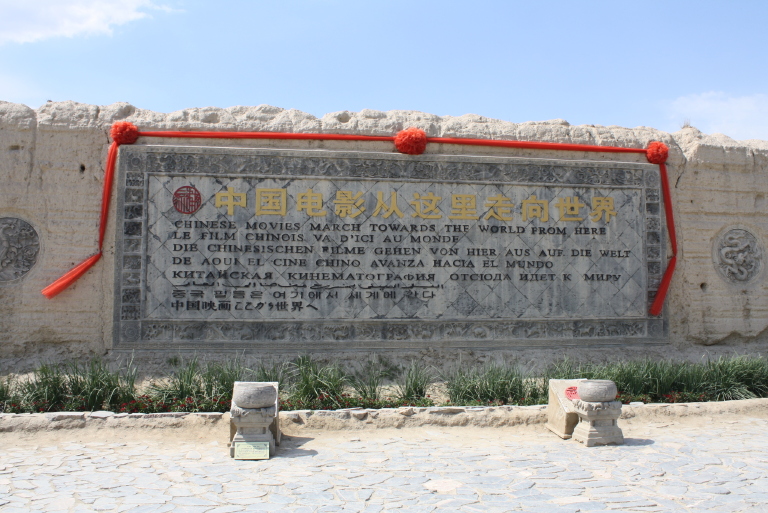 中国电影从这里走向世界
CHINESE MOVIES MARCH TOWARDS THE WORLD FROM HERE
LE FILM CHINOIS VA D'ICI AU MONDE
DIE CHINESISCHEN FILME GEHEN VON HIER AUS AUF DIE WELT
DE AQUI EL CINE CHINO AVANZA HACIA EL MUNDO
КИТАЙСКАЯ КИНЕМАТОГРАФИЯ ОТСЮДА ИДЕТ К МИРУ
중국 필름은 여기에서 세계에 간다
中国映画ここから世界へ